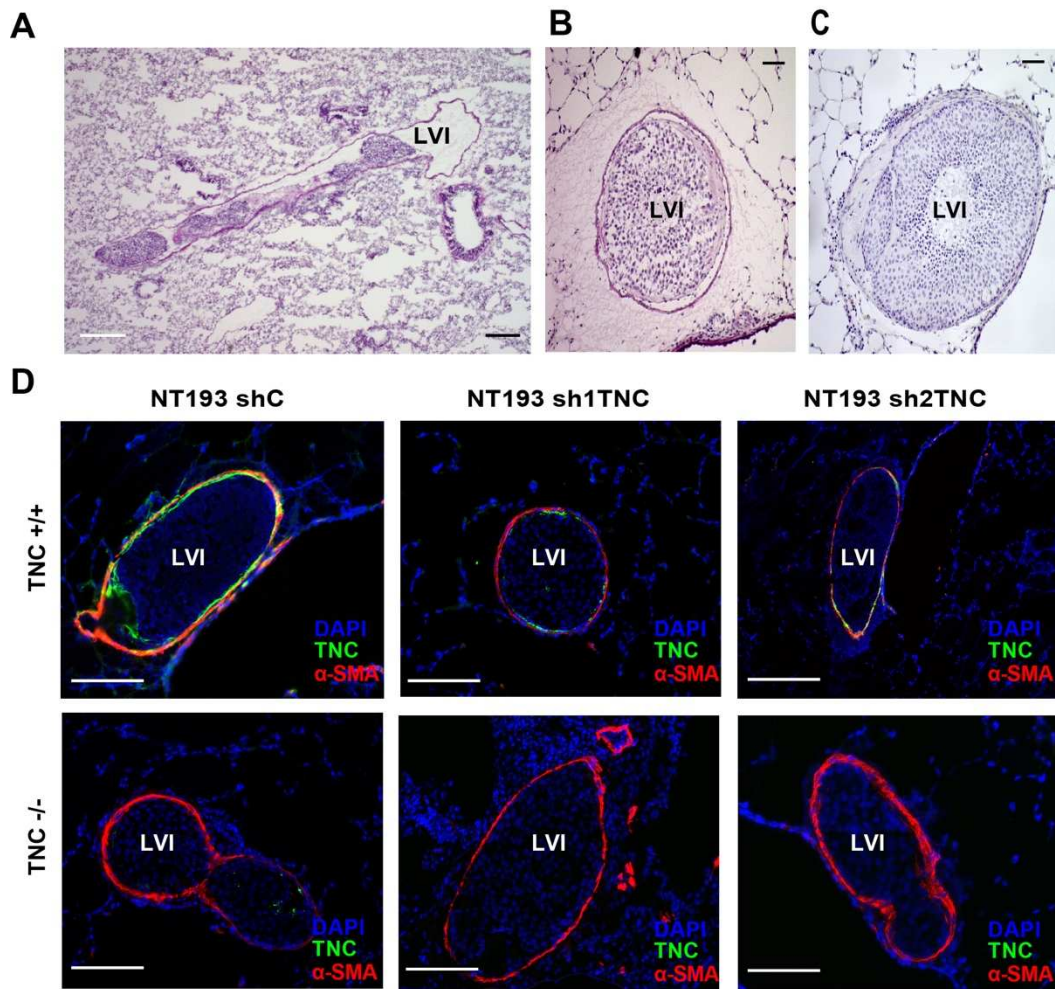 A
B
C
LVI
LVI
LVI
D
NT193 shC
NT193 sh1TNC
NT193 sh2TNC
TNC +/+
LVI
DAPI
TNC
α-SMA
LVI
DAPI
TNC
α-SMA
LVI
DAPI
TNC
α-SMA
TNC -/-
LVI
DAPI
TNC
α-SMA
LVI
DAPI
TNC
α-SMA
LVI
DAPI
TNC
α-SMA